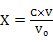 X = C×V / V₀